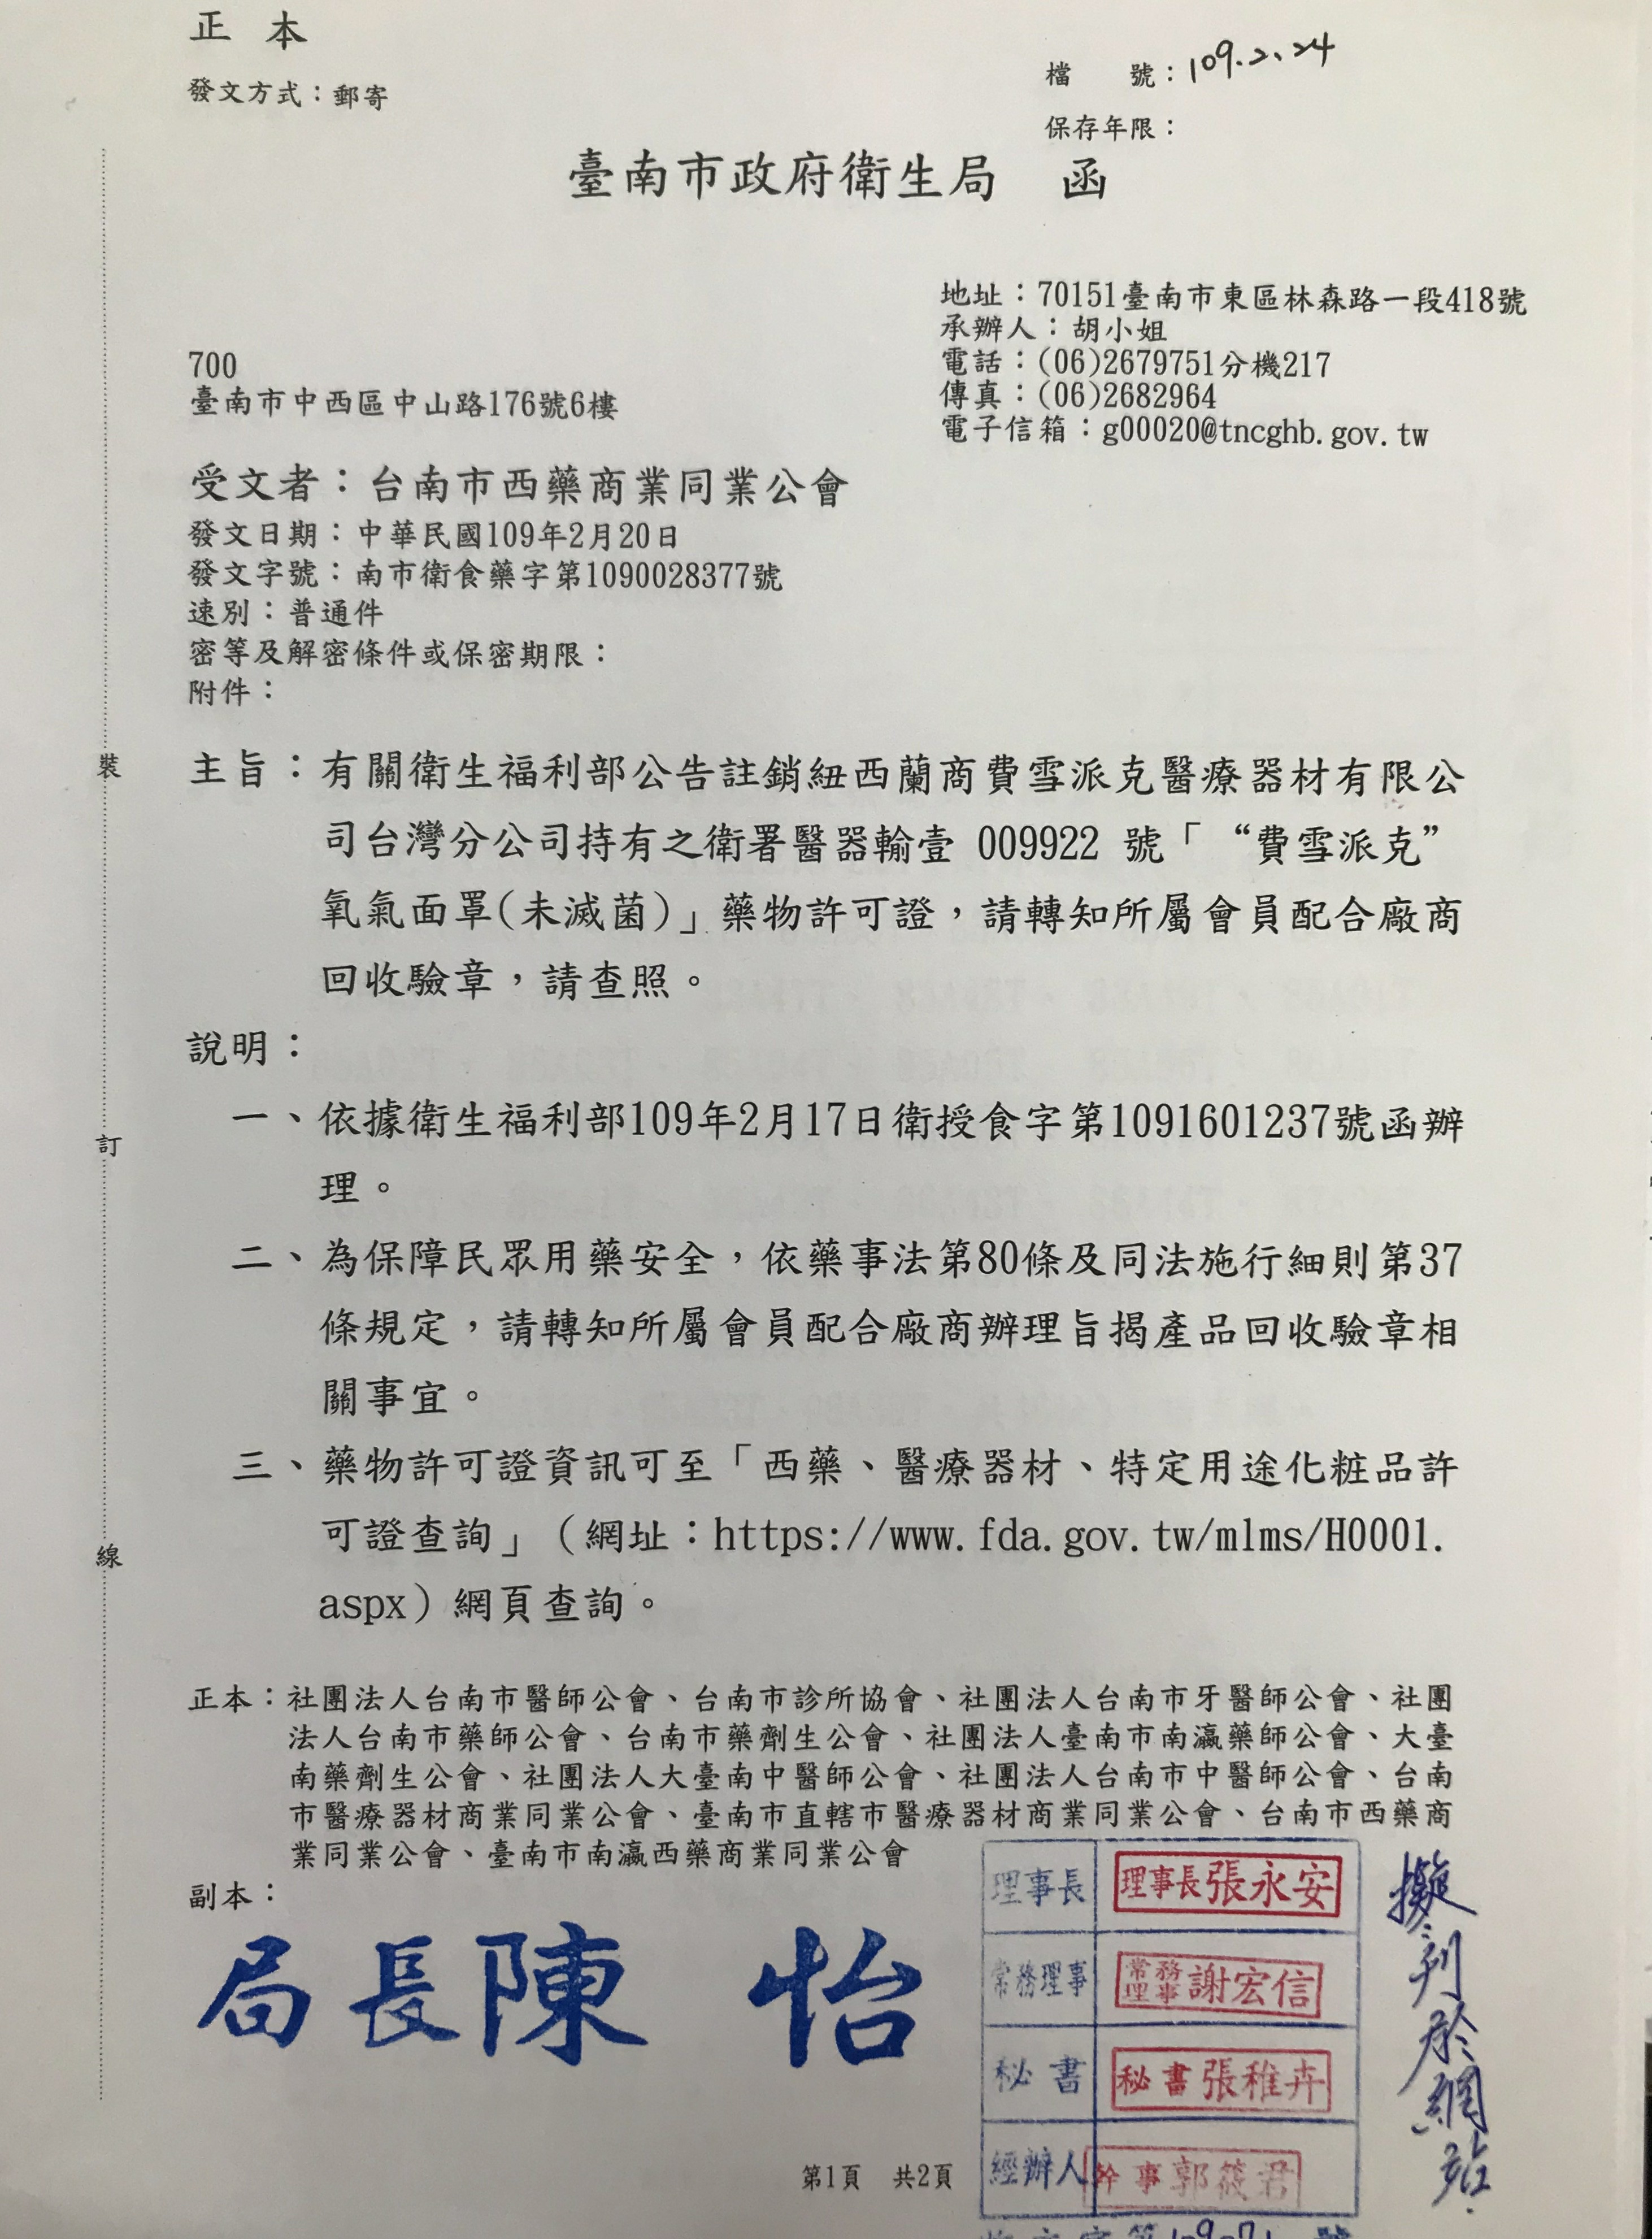 正本
發文方式：郵寄
檔　　號：109.2.24
保存年限：
臺南市政府衛生局　函
地址：70151臺南市東區林森路一段418號
承辦人：胡小姐
電話：(06)2679751分機217
傳真：(06)2682964
電子信箱：g00020@tncghb.gov.tw
700
臺南市中西區中山路176號6樓
受文者：台南市西藥商業同業公會
發文日期：中華民國109年2月20日
發文字號：南市衛食藥字第1090028377號
速別：普通件
密等及解密條件或保密期限：
附件：
主旨：有關衛生福利部公告註銷紐西蘭商費雪派克醫療器材有限公
司台灣分公司持有之衛署醫器輸壹 009922 號「 “費雪派克”
氧氣面罩(未滅菌)」藥物許可證，請轉知所屬會員配合廠商
回收驗章，請查照。
說明：
一、依據衛生福利部109年2月17日衛授食字第1091601237號函辦
理。
二、為保障民眾用藥安全，依藥事法第80條及同法施行細則第37
條規定，請轉知所屬會員配合廠商辦理旨揭產品回收驗章相
關事宜。
三、藥物許可證資訊可至「西藥、醫療器材、特定用途化粧品許
可證查詢」（網址：https://www.fda.gov.tw/mlms/H0001.
aspx）網頁查詢。
裝
訂
線
正本：社團法人台南市醫師公會、台南市診所協會、社團法人台南市牙醫師公會、社團
法人台南市藥師公會、台南市藥劑生公會、社團法人臺南市南瀛藥師公會、大臺
南藥劑生公會、社團法人大臺南中醫師公會、社團法人台南市中醫師公會、台南
市醫療器材商業同業公會、臺南市直轄市醫療器材商業同業公會、台南市西藥商
業同業公會、臺南市南瀛西藥商業同業公會
副本：
局長陳　怡
理事長 理事長張永安
常務理事 常務理事謝宏信
秘書 秘書張稚卉
經辦人 幹事郭筱君
擬刊於網站.
第1頁　共2頁